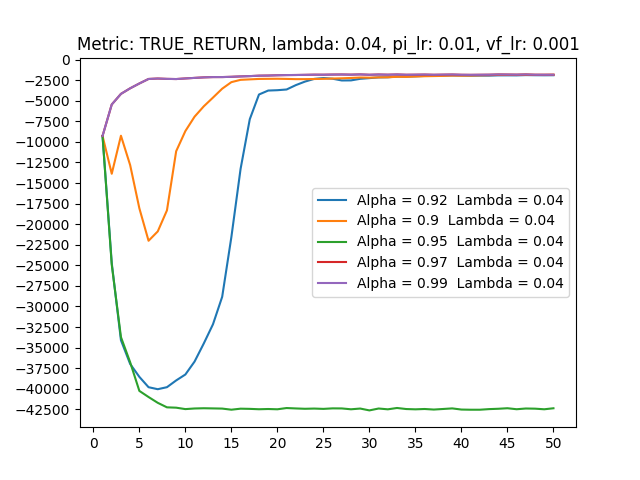 Metric: TRUE_RETURN, lambda: 0.04, pi_lr: 0.01, vf_lr: 0.001
0
−2500
−5000
−7500
−10000
−12500
−15000
−17500
−20000
−22500
−25000
−27500
−30000
−32500
−35000
−37500
−40000
−42500
Alpha = 0.92  Lambda = 0.04
Alpha = 0.9  Lambda = 0.04
Alpha = 0.95  Lambda = 0.04
Alpha = 0.97  Lambda = 0.04
Alpha = 0.99  Lambda = 0.04
0 5 10 15 20 25 30 35 40 45 50